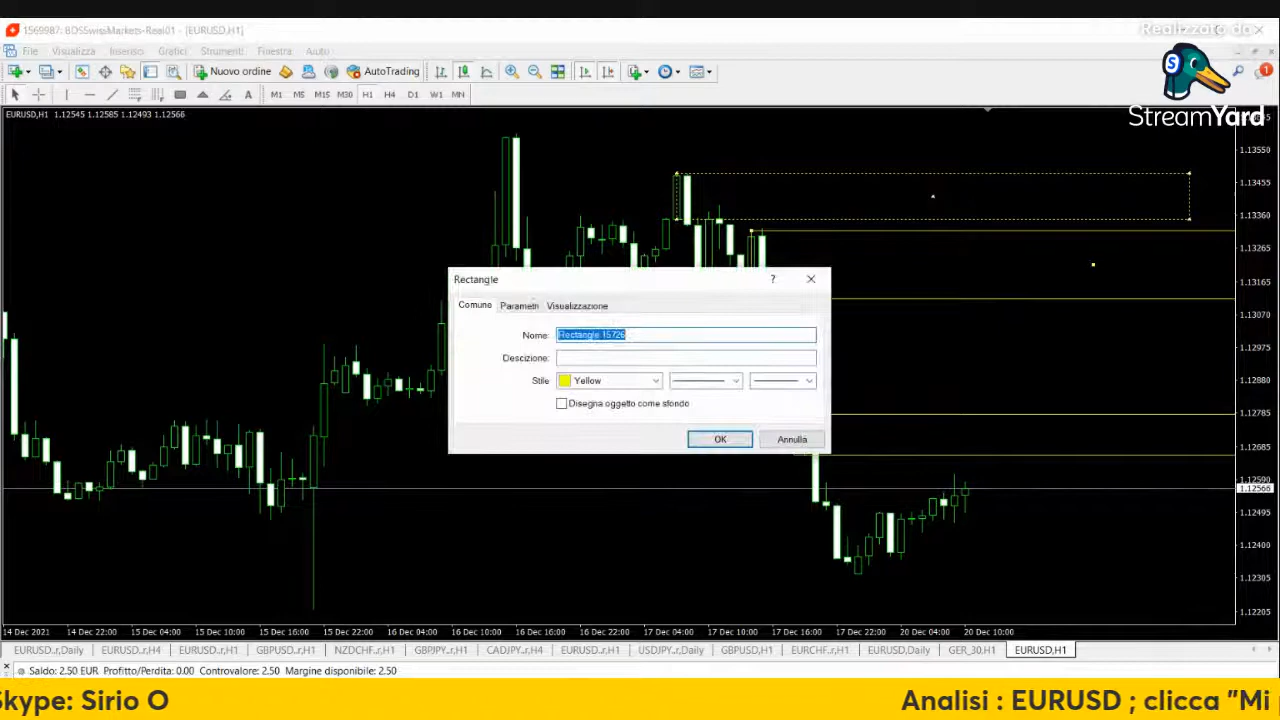 1569987: BDSSwissMarkets-Real01 - [EURUSD,H1]
Realizzato da
File Visualizza Inserisci Grafici Strumenti Finestra Aiuto
Nuovo ordine AutoTrading
M1 M5 M15 M30 H1 H4 D1 W1 MN
StreamYard
EURUSD,H1 1.12545 1.12585 1.12493 1.12566
1.13550
1.13455
1.13360
1.13265
1.13165
1.13070
1.12975
1.12880
1.12785
1.12685
1.12590
1.12566
1.12495
1.12400
1.12305
1.12205
Rectangle
Comune Parametri Visualizzazione
Nome: Rectangle 15726
Descizione:
Stile Yellow
Disegna oggetto come sfondo
OK Annulla
14 Dec 2021 14 Dec 22:00 15 Dec 04:00 15 Dec 10:00 15 Dec 16:00 15 Dec 22:00 16 Dec 04:00 16 Dec 10:00 16 Dec 16:00 16 Dec 22:00 17 Dec 04:00 17 Dec 10:00 17 Dec 16:00 17 Dec 22:00 20 Dec 04:00 20 Dec 10:00
EURUSD..r,Daily EURUSD..r,H4 EURUSD..r,H1 GBPUSD..r,H1 NZDCHF..r,H1 GBPJPY..r,H1 CADJPY..r,H4 EURUSD..r,H1 USDJPY..r,Daily GBPUSD,H1 EURCHF..r,H1 EURUSD,Daily GER_30,H1 EURUSD,H1
Saldo: 2.50 EUR Profitto/Perdita: 0.00 Controvalore: 2.50 Margine disponibile: 2.50
Skype: Sirio O Analisi : EURUSD ; clicca "Mi